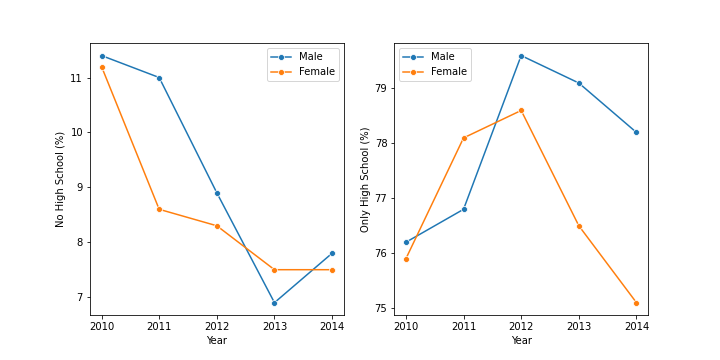 No High School (%)
11
10
9
8
7
Male
Female
2010 2011 2012 2013 2014
Year
Only High School (%)
79
78
77
76
75
Male
Female
2010 2011 2012 2013 2014
Year